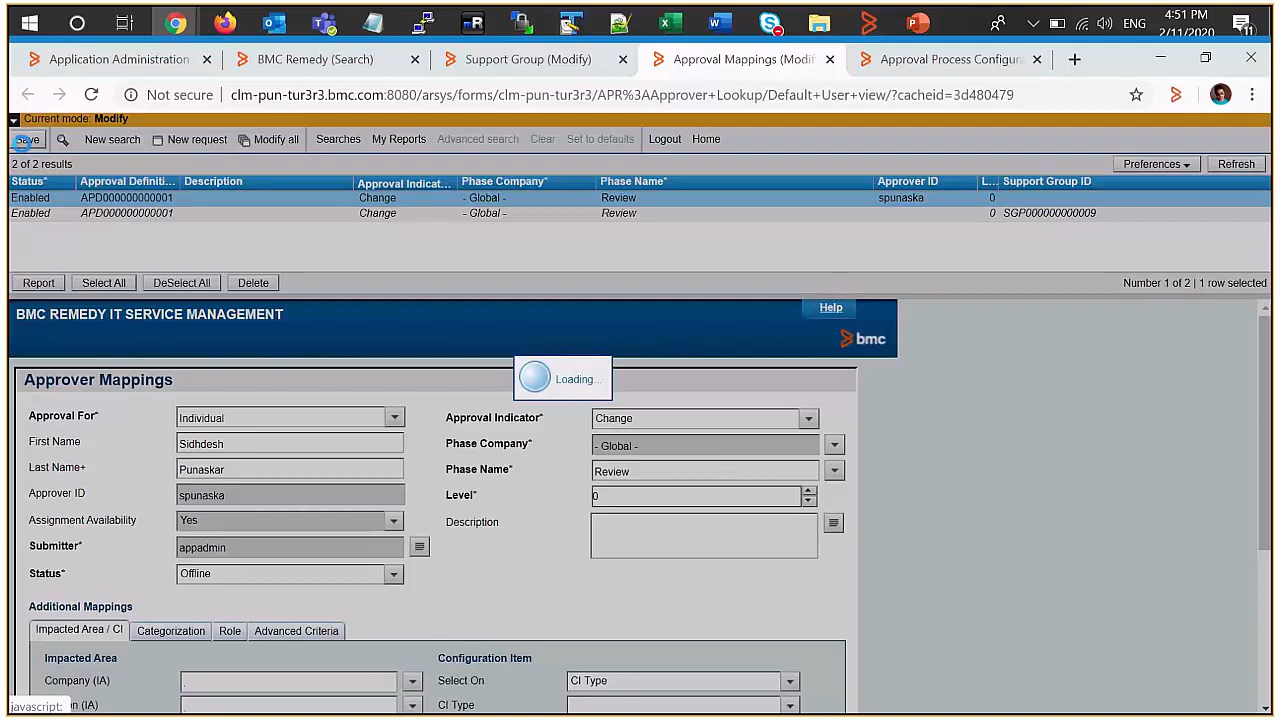 ENG
4:51 PM
2/11/2020
11
Application Administration
BMC Remedy (Search)
Support Group (Modify)
Approval Mappings (Modif
Approval Process Configura
Not secure
clm-pun-tur3r3.bmc.com:8080/arsys/forms/clm-pun-tur3r3/APR%3AApprover+Lookup/Default+User+view/?cacheid=3d480479
Current mode: Modify
Save New search New request Modify all Searches My Reports Advanced search Clear Set to defaults Logout Home
2 of 2 results Preferences Refresh
Status* Approval Definiti... Description Approval Indicat... Phase Company* Phase Name* Approver ID L... Support Group ID
Enabled APD000000000001 Change - Global - Review spunaska 0
Enabled APD000000000001 Change - Global - Review 0 SGP000000000009
Report Select All DeSelect All Delete Number 1 of 2 | 1 row selected
BMC REMEDY IT SERVICE MANAGEMENT Help
bmc
Loading...
Approver Mappings
Approval For* Individual Approval Indicator* Change
First Name Sidhdesh Phase Company* - Global -
Last Name+ Punaskar Phase Name* Review
Approver ID spunaska Level* 0
Assignment Availability Yes Description
Submitter* appadmin
Status* Offline
Additional Mappings
Impacted Area / CI Categorization Role Advanced Criteria
Impacted Area Configuration Item
Company (IA) Select On CI Type
(IA) CI Type
javascript: